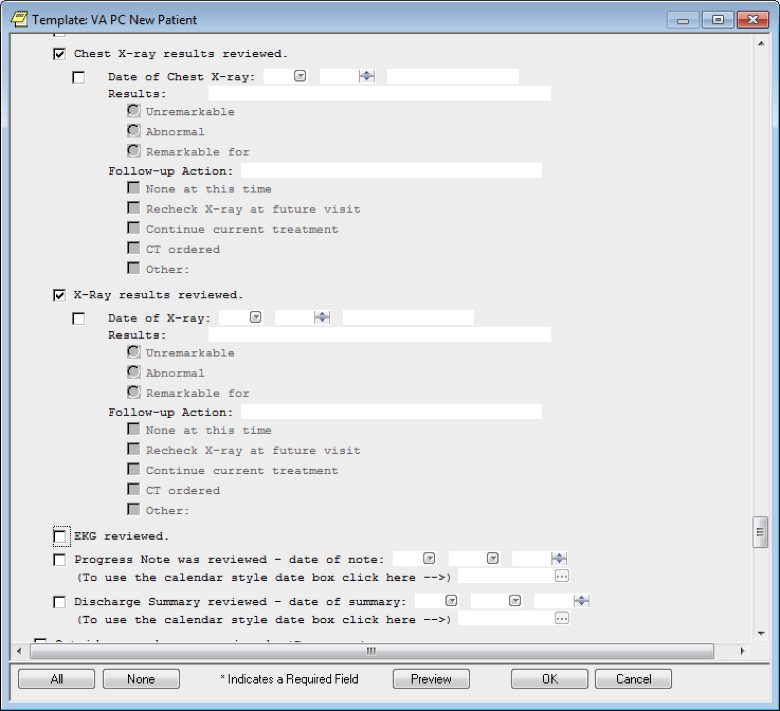 Template: VA PC New Patient
Chest X-ray results reviewed.
Date of Chest X-ray:
Results:
Unremarkable
Abnormal
Remarkable for
Follow-up Action:
None at this time
Recheck X-ray at future visit
Continue current treatment
CT ordered
Other:
X-Ray results reviewed.
Date of X-ray:
Results:
Unremarkable
Abnormal
Remarkable for
Follow-up Action:
None at this time
Recheck X-ray at future visit
Continue current treatment
CT ordered
Other:
EKG reviewed.
Progress Note was reviewed - date of note:
(To use the calendar style date box click here -->)
Discharge Summary reviewed - date of summary:
(To use the calendar style date box click here -->)
All None * Indicates a Required Field Preview OK Cancel